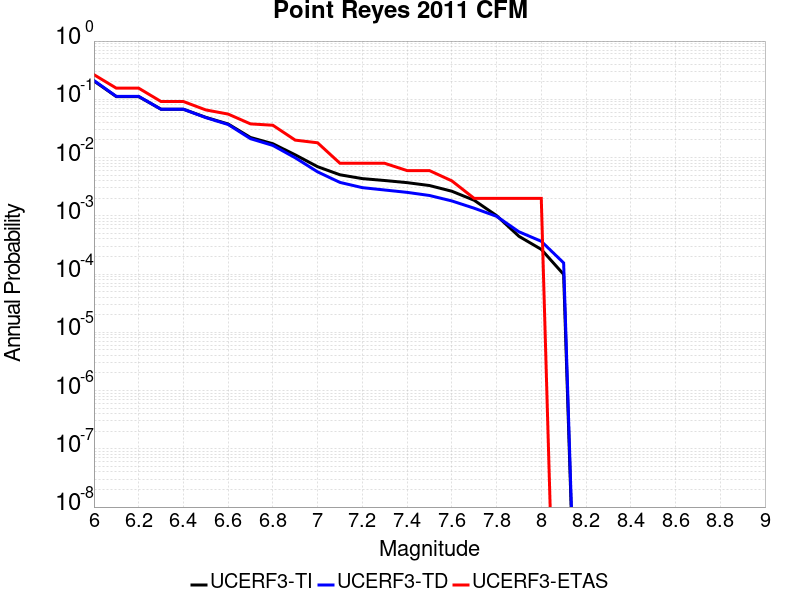 Point Reyes 2011 CFM
10^0
10^-1
10^-2
10^-3
10^-4
10^-5
10^-6
10^-7
10^-8
Annual Probability
6 6.2 6.4 6.6 6.8 7 7.2 7.4 7.6 7.8 8 8.2 8.4 8.6 8.8 9
Magnitude
UCERF3-TI UCERF3-TD UCERF3-ETAS